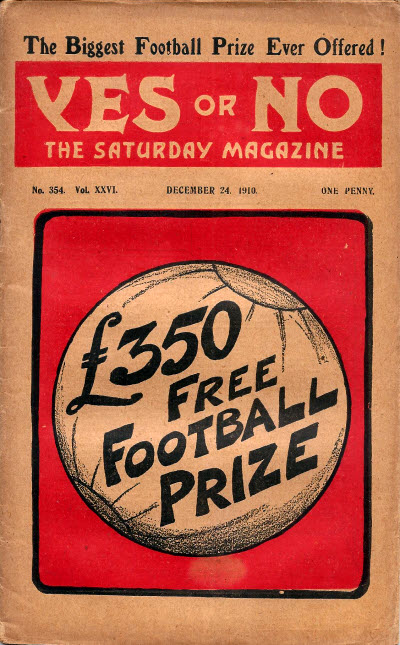 The Biggest Football Prize Ever Offered!
YES OR NO
THE SATURDAY MAGAZINE
No. 354. Vol. XXVI. DECEMBER 24, 1910. ONE PENNY.
£350
FREE
FOOTBALL
PRIZE